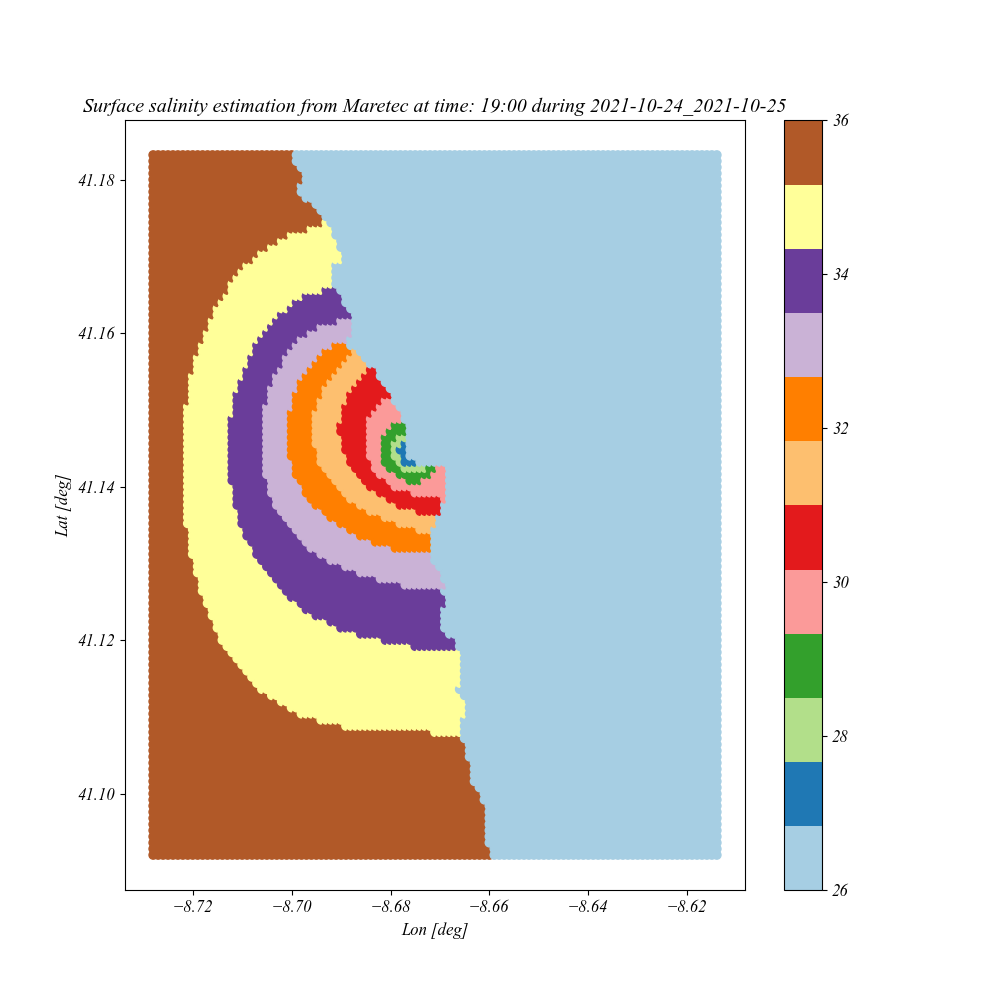 Surface salinity estimation from Maretec at time: 19:00 during 2021-10-24_2021-10-25
36
41.18
34
41.16
32
41.14
Lat [deg]
30
41.12
28
41.10
26
−8.72 −8.70 −8.68 −8.66 −8.64 −8.62
Lon [deg]